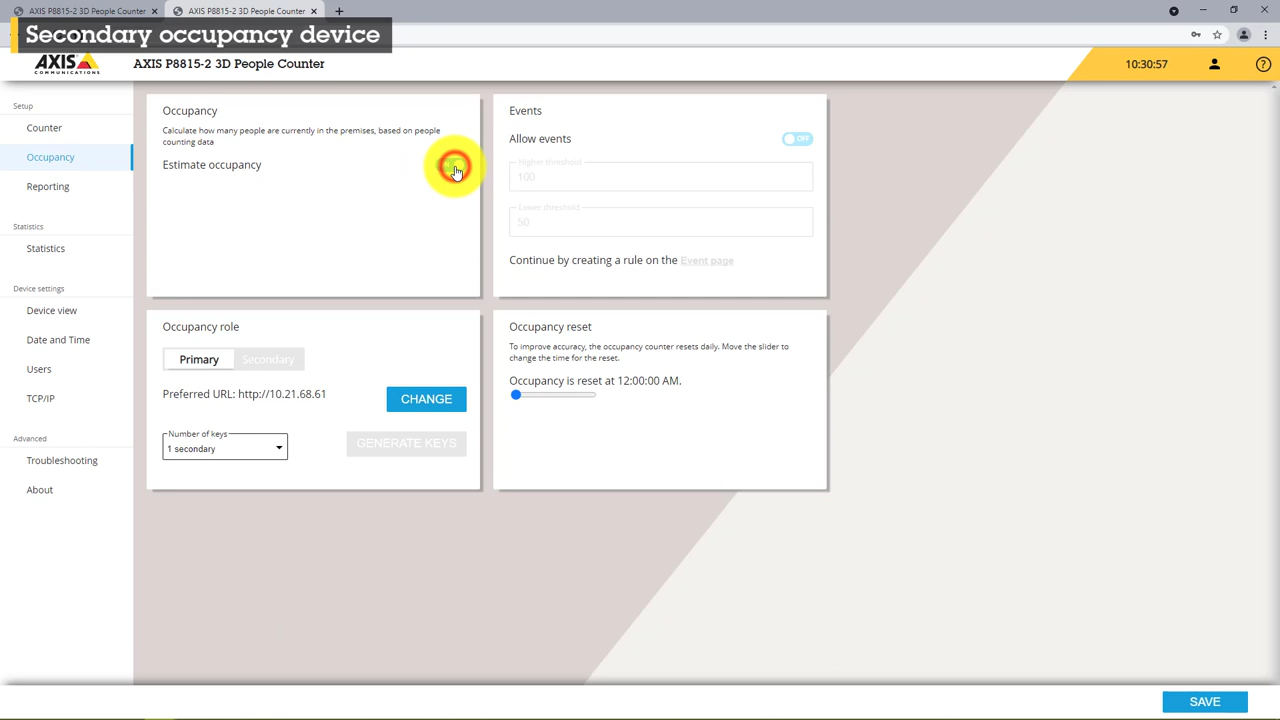 AXIS P8815-2 3D People Counter
AXIS P8815-2 3D People Counter
Secondary occupancy device
AXIS
COMMUNICATIONS
AXIS P8815-2 3D People Counter
10:30:57
Setup
Counter
Occupancy
Reporting
Statistics
Statistics
Device settings
Device view
Date and Time
Users
TCP/IP
Advanced
Troubleshooting
About
Occupancy
Calculate how many people are currently in the premises, based on people
counting data
Estimate occupancy
Events
Allow events
OFF
Higher threshold
100
Lower threshold
50
Continue by creating a rule on the Event page
Occupancy role
Primary Secondary
Preferred URL: http://10.21.68.61
CHANGE
Number of keys
1 secondary
GENERATE KEYS
Occupancy reset
To improve accuracy, the occupancy counter resets daily. Move the slider to
change the time for the reset.
Occupancy is reset at 12:00:00 AM.
SAVE